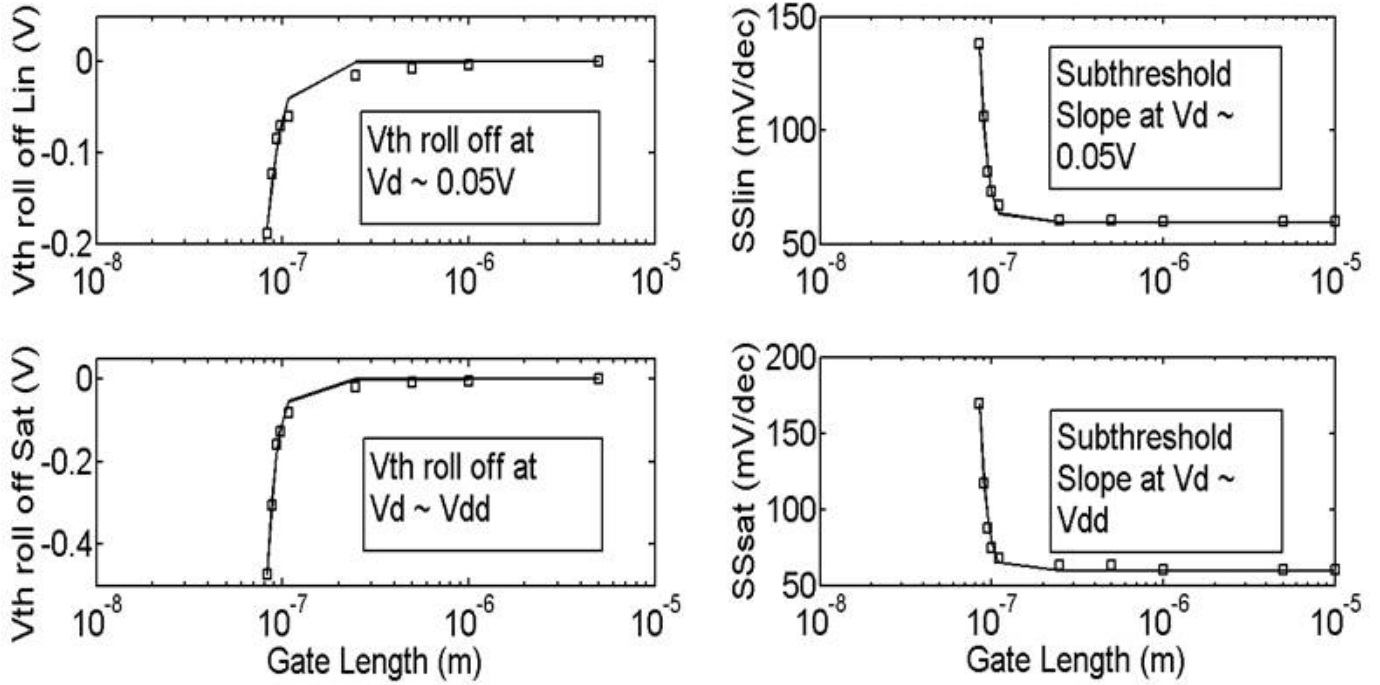 Vth roll off Lin (V)
0
-0.1
-0.2
10^-8
10^-7
10^-6
10^-5
Vth roll off at
Vd ~ 0.05V
SSlin (mV/dec)
150
100
50
10^-8
10^-7
10^-6
10^-5
Subthreshold
Slope at Vd ~
0.05V
Vth roll off Sat (V)
0
-0.2
-0.4
10^-8
10^-7
10^-6
10^-5
Vth roll off at
Vd ~ Vdd
Gate Length (m)
SSsat (mV/dec)
200
150
100
50
10^-8
10^-7
10^-6
10^-5
Subthreshold
Slope at Vd ~
Vdd
Gate Length (m)